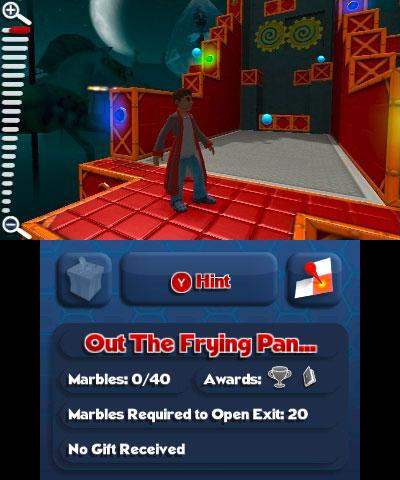 Y Hint
Out The Frying Pan...
Marbles: 0/40
Awards:
Marbles Required to Open Exit: 20
No Gift Received